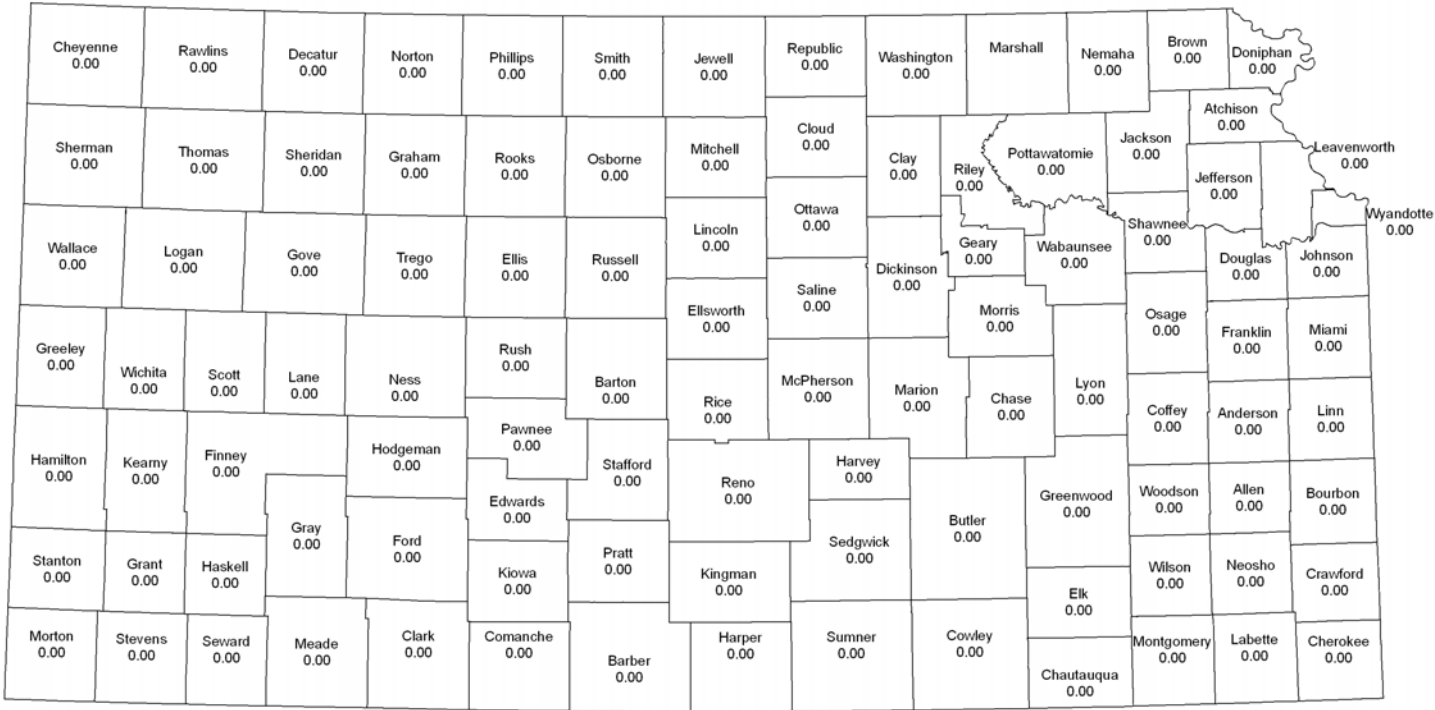 Cheyenne
0.00
Rawlins
0.00
Decatur
0.00
Norton
0.00
Phillips
0.00
Smith
0.00
Jewell
0.00
Republic
0.00
Washington
0.00
Marshall
Nemaha
0.00
Brown
0.00
Doniphan
0.00
Sherman
0.00
Thomas
0.00
Sheridan
0.00
Graham
0.00
Rooks
0.00
Osborne
0.00
Mitchell
0.00
Cloud
0.00
Clay
0.00
Riley
0.00
Pottawatomie
0.00
Jackson
0.00
Atchison
0.00
Jefferson
0.00
Leavenworth
0.00
Wyandotte
0.00
Wallace
0.00
Logan
0.00
Gove
0.00
Trego
0.00
Ellis
0.00
Russell
0.00
Lincoln
0.00
Ottawa
0.00
Dickinson
0.00
Geary
0.00
Wabaunsee
0.00
Shawnee
0.00
Douglas
0.00
Johnson
0.00
Ellsworth
0.00
Saline
0.00
Morris
0.00
Osage
0.00
Franklin
0.00
Miami
0.00
Greeley
0.00
Wichita
0.00
Scott
0.00
Lane
0.00
Ness
0.00
Rush
0.00
Barton
0.00
Rice
0.00
McPherson
0.00
Marion
0.00
Chase
0.00
Lyon
0.00
Coffey
0.00
Anderson
0.00
Linn
0.00
Hamilton
0.00
Kearny
0.00
Finney
0.00
Hodgeman
0.00
Pawnee
0.00
Stafford
0.00
Reno
0.00
Harvey
0.00
Butler
0.00
Greenwood
0.00
Woodson
0.00
Allen
0.00
Bourbon
0.00
Gray
0.00
Ford
0.00
Edwards
0.00
Pratt
0.00
Kiowa
0.00
Kingman
0.00
Sedgwick
0.00
Stanton
0.00
Grant
0.00
Haskell
0.00
Elk
0.00
Wilson
0.00
Neosho
0.00
Crawford
0.00
Morton
0.00
Stevens
0.00
Seward
0.00
Meade
0.00
Clark
0.00
Comanche
0.00
Barber
0.00
Harper
0.00
Sumner
0.00
Cowley
0.00
Chautauqua
0.00
Montgomery
0.00
Labette
0.00
Cherokee
0.00